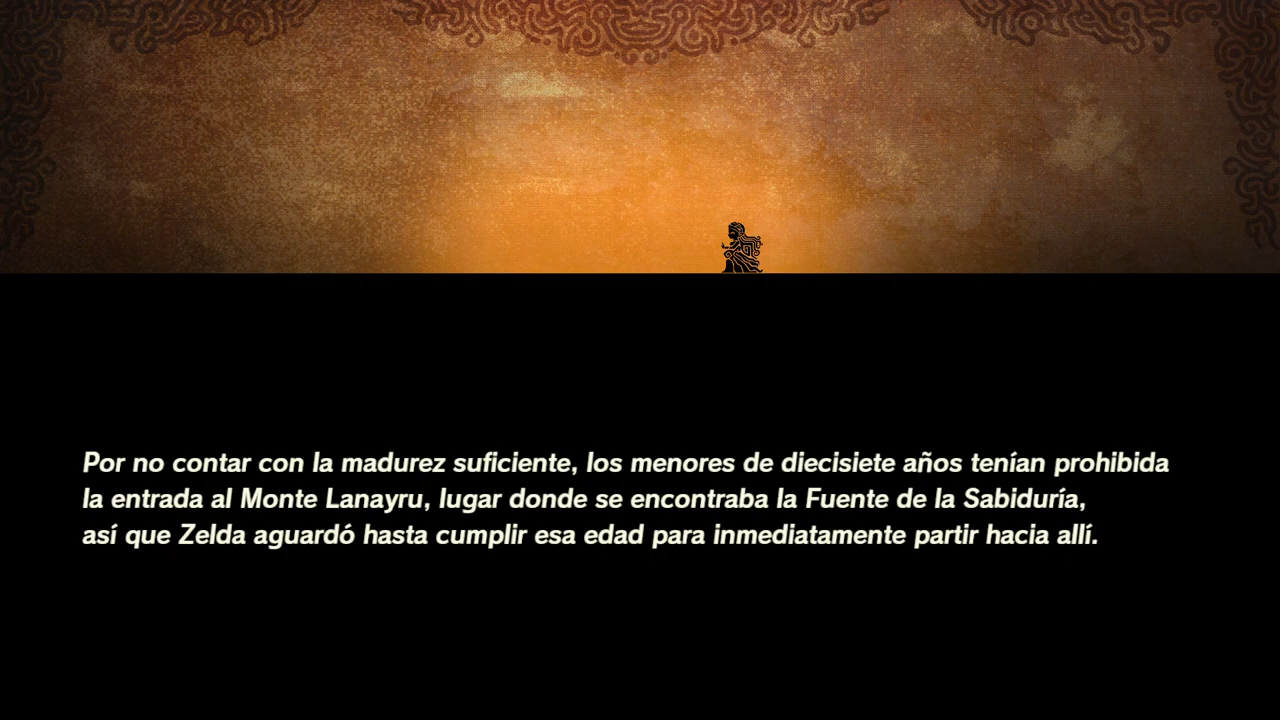 Por no contar con la madurez suficiente, los menores de diecisiete años tenían prohibida
la entrada al Monte Lanayru, lugar donde se encontraba la Fuente de la Sabiduría,
así que Zelda aguardó hasta cumplir esa edad para inmediatamente partir hacia allí.